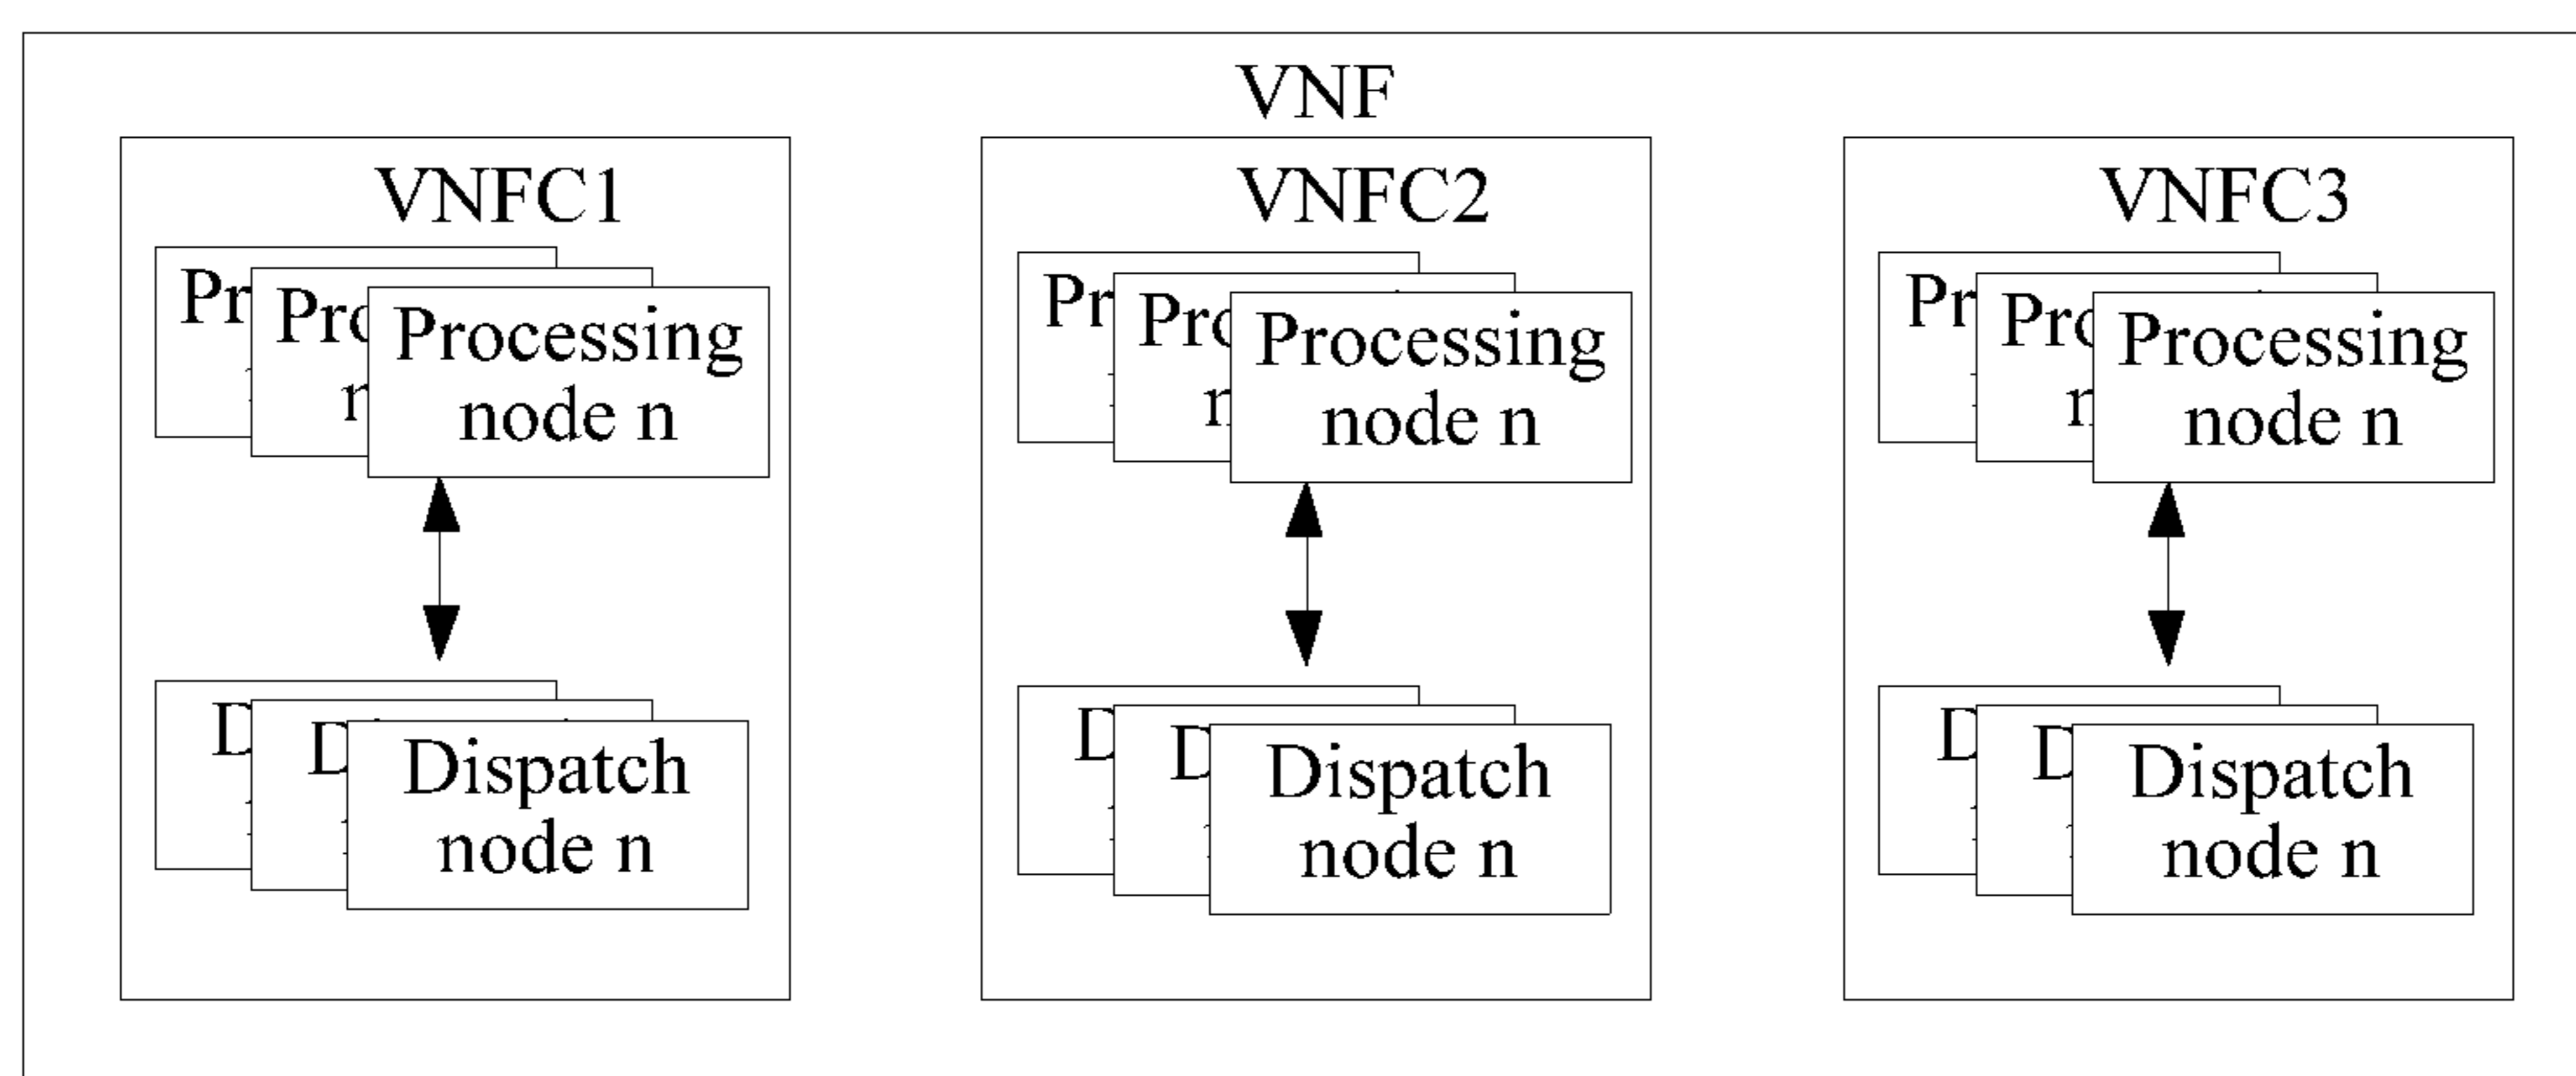 VNF
VNFC1
Processing
node n
Dispatch
node n
VNFC2
Processing
node n
Dispatch
node n
VNFC3
Processing
node n
Dispatch
node n